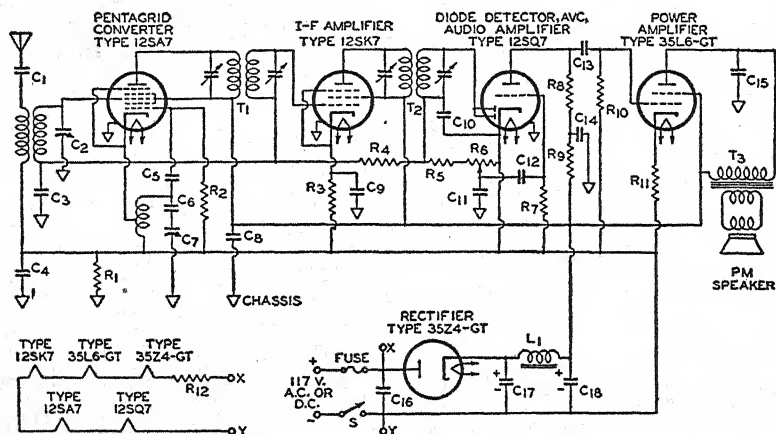 PENTAGRID
CONVERTER
TYPE 12SA7
I-F AMPLIFIER
TYPE 12SK7
DIODE DETECTOR, AVC,
AUDIO AMPLIFIER
TYPE 12SQ7
POWER
AMPLIFIER
TYPE 35L6-GT
C1
C2
C3
C4
C5
C6
C7
R1
R2
T1
C8
CHASSIS
R3
C9
R4
T2
C10
R5
R6
C11
C12
R7
R8
C13
C14
R9
R10
R11
C15
T3
PM
SPEAKER
RECTIFIER
TYPE 35Z4-GT
TYPE
12SK7
TYPE
35L6-GT
TYPE
35Z4-GT
R12
X
TYPE
12SA7
TYPE
12SQ7
Y
+
FUSE
117 V.
A.C. OR
D.C.
-
S
X
C16
Y
L1
+
-
C17
+
-
C18